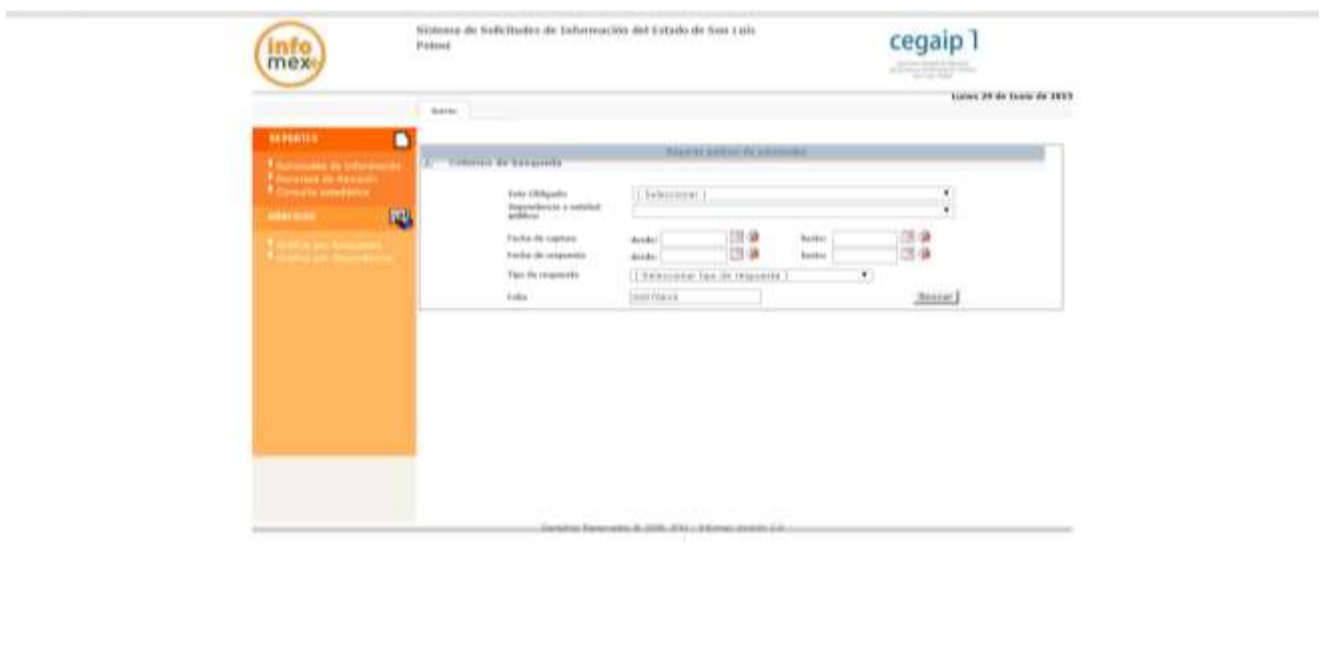 info
mex
Sistema de Solicitudes de Información del Estado de San Luis
Potosí
cegaip
Lunes 29 de Junio de 2015
Inicio
REPORTES
Solicitudes de Información
Recursos de Revisión
Consulta estadística
Gráfica por Respuesta
Gráfica por Dependencia
Reporte público de solicitudes
Criterios de búsqueda
Ente Obligado
[ Seleccionar ]
Dependencia o entidad
pública
Fecha de captura
desde:
hasta:
Fecha de respuesta
desde:
hasta:
Tipo de respuesta
[ Seleccionar tipo de respuesta ]
Folio
Buscar